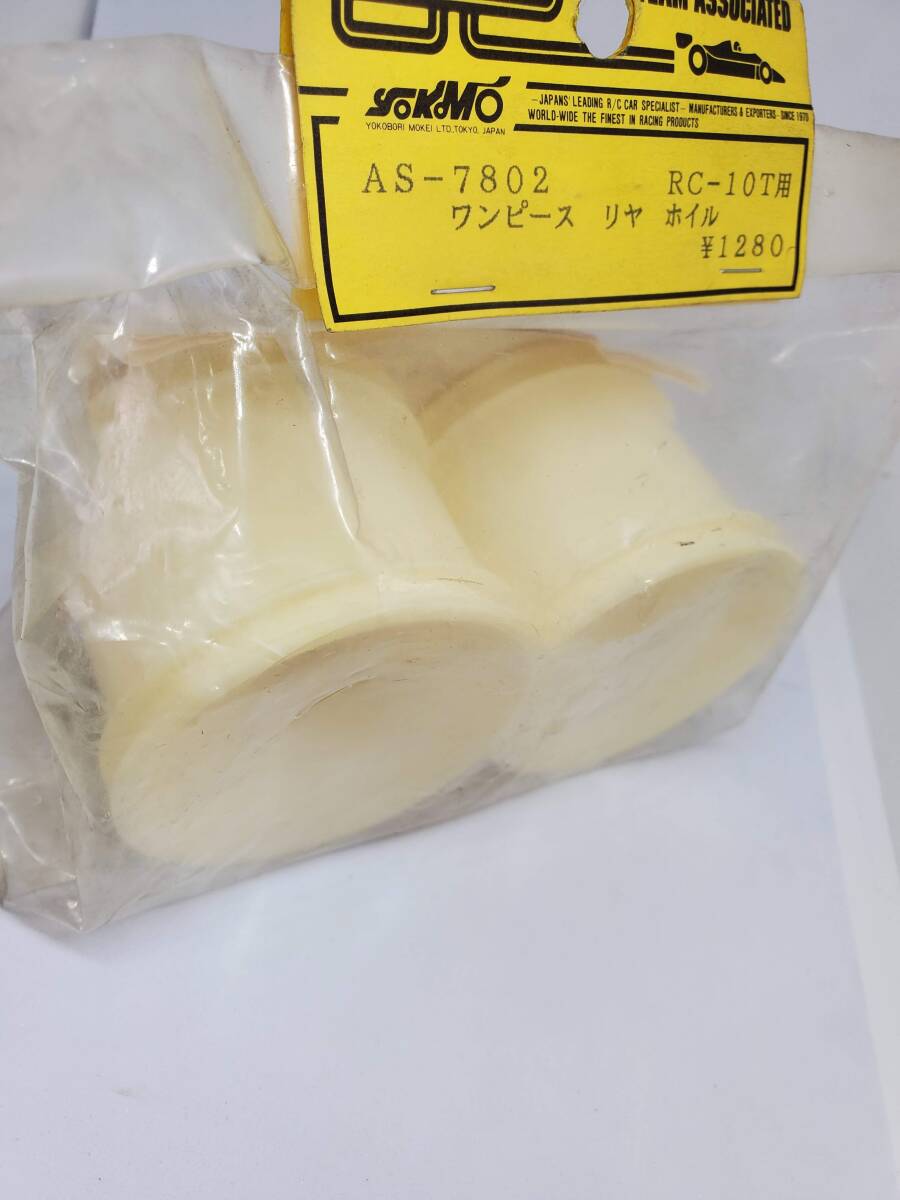 TEAM ASSOCIATED
YOKOMO
YOKOBORI MOKEI LTD, TOKYO, JAPAN
-JAPANS' LEADING R/C CAR SPECIALIST- MANUFACTURERS & EXPORTERS- SINCE 1970
WORLD-WIDE THE FINEST IN RACING PRODUCTS
AS-7802 RC-10T用
ワンピース リヤ ホイル
¥1280